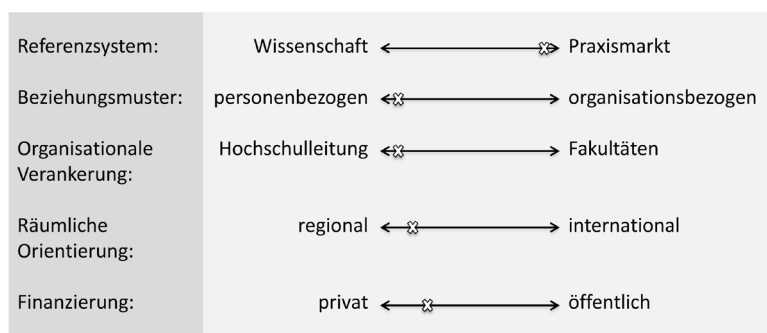 Referenzsystem: Wissenschaft Praxismarkt
Beziehungsmuster: personenbezogen organisationsbezogen
Organisationale Hochschulleitung Fakultäten
Verankerung:
Räumliche regional international
Orientierung:
Finanzierung: privat öffentlich